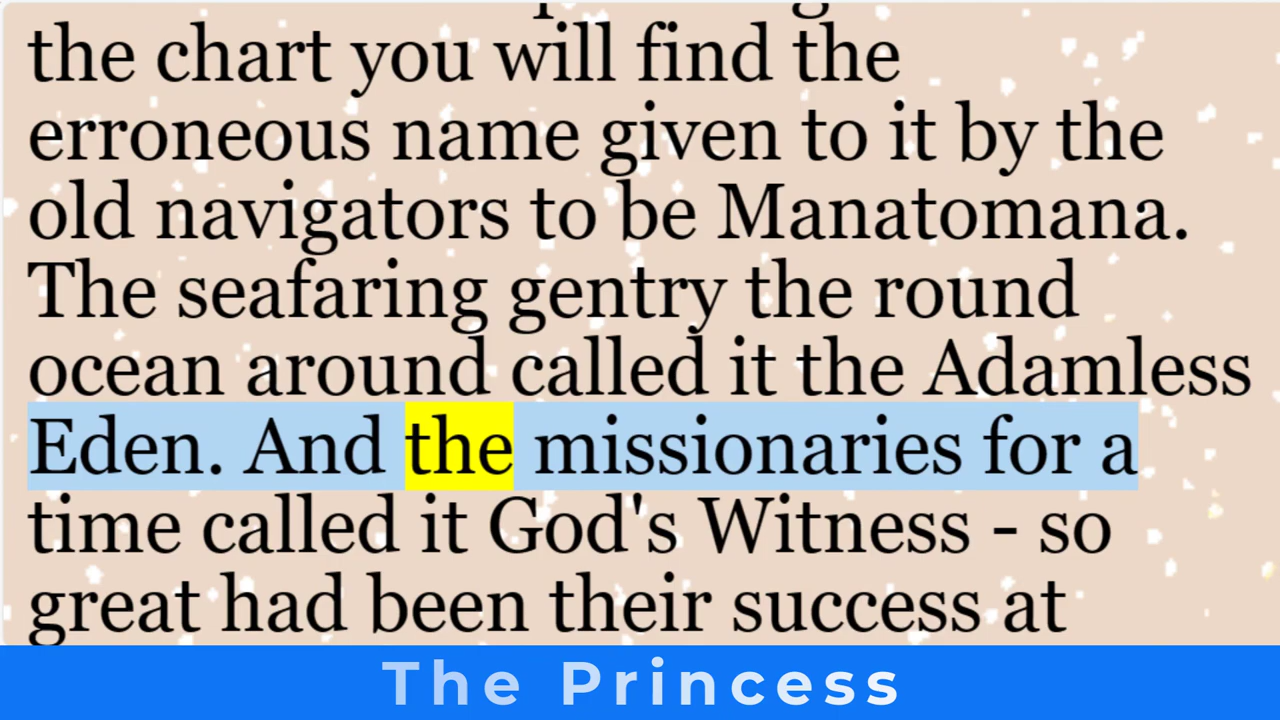 the chart you will find the
erroneous name given to it by the
old navigators to be Manatomana.
The seafaring gentry the round
ocean around called it the Adamless
Eden. And the missionaries for a
time called it God's Witness - so
great had been their success at
The Princess